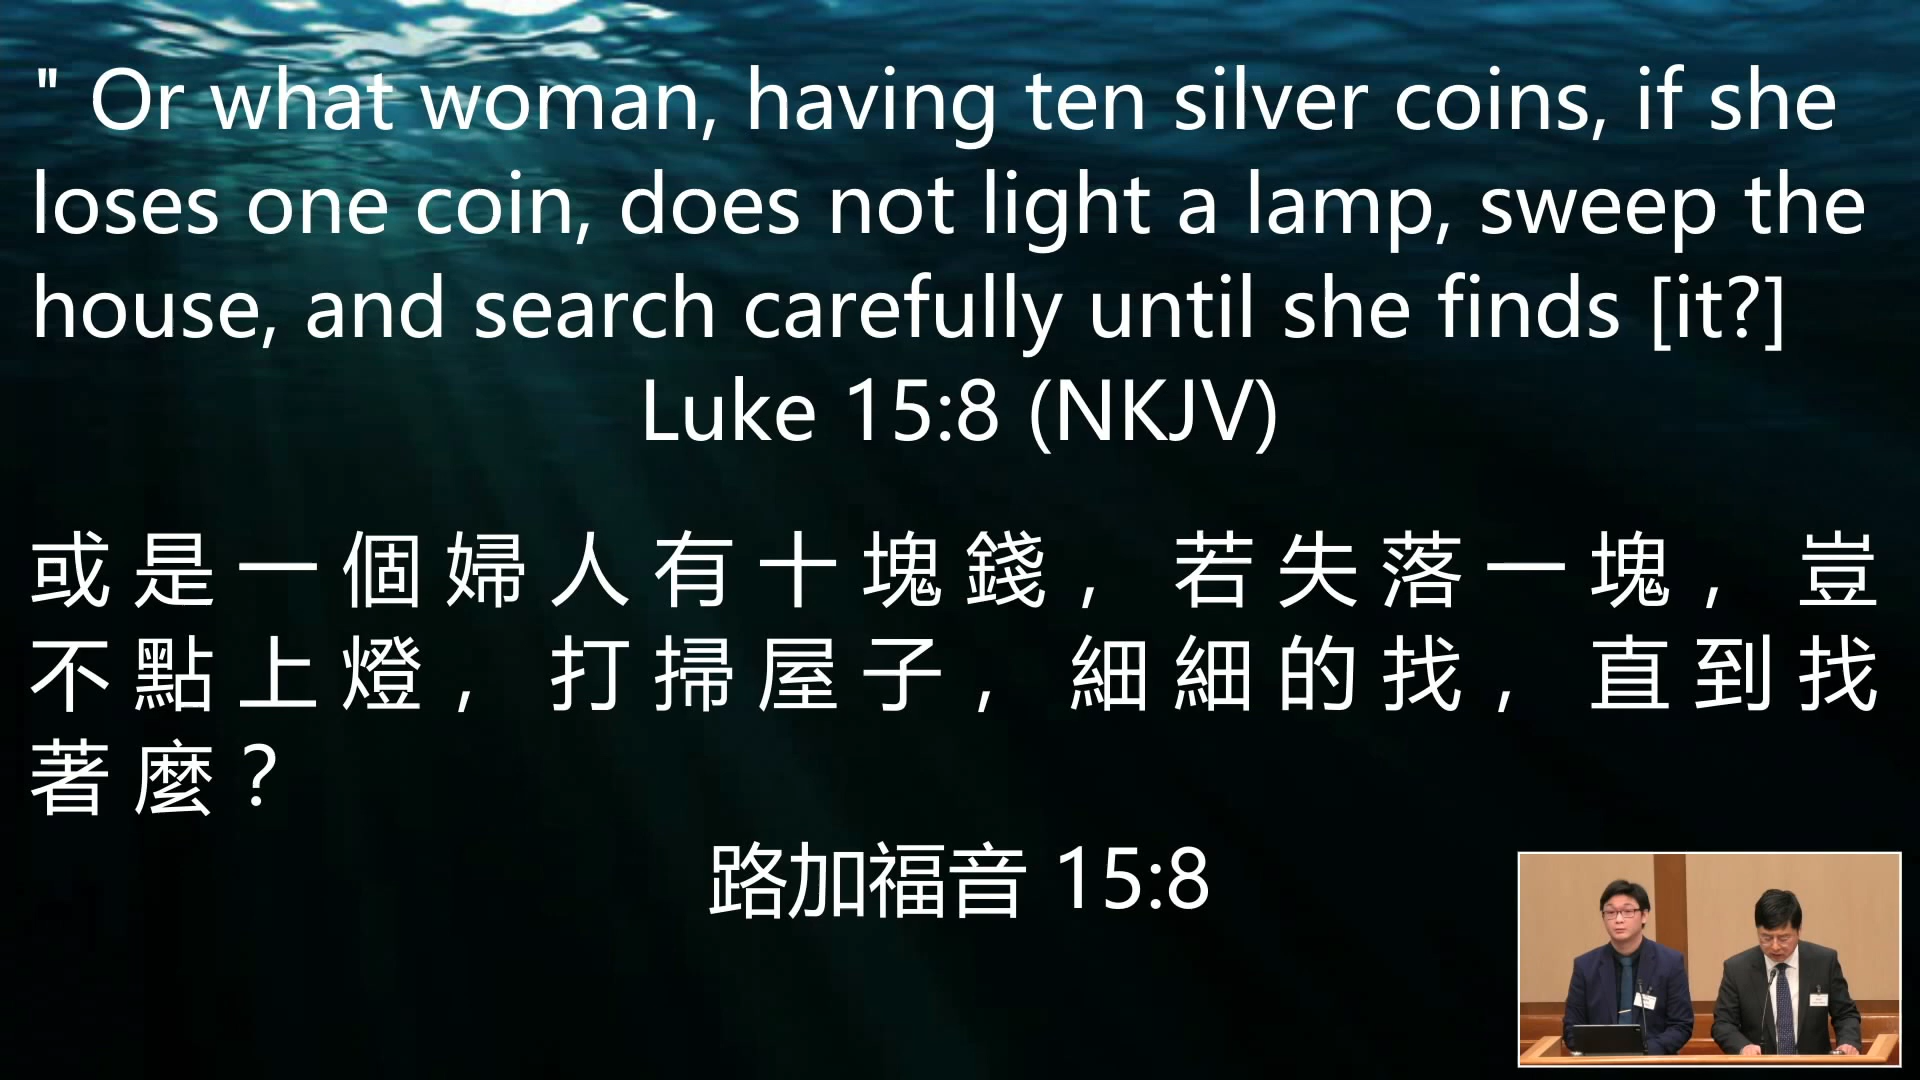 " Or what woman, having ten silver coins, if she
loses one coin, does not light a lamp, sweep the
house, and search carefully until she finds [it?]
Luke 15:8 (NKJV)
或 是 一 個 婦 人 有 十 塊 錢 ， 若 失 落 一 塊 ， 豈
不 點 上 燈 ， 打 掃 屋 子 ， 細 細 的 找 ， 直 到 找
著 麼 ？
路加福音 15:8